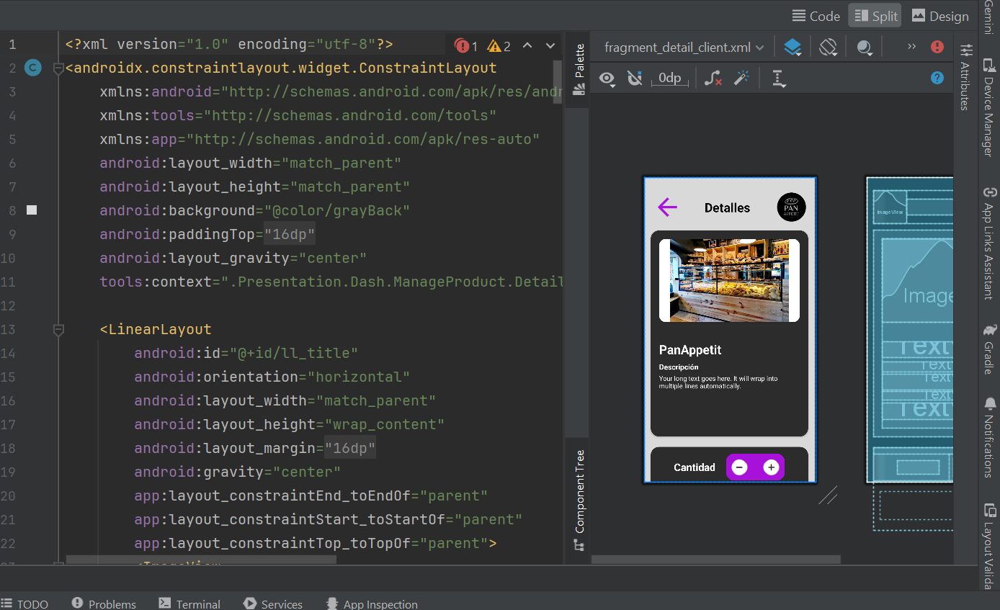 Code Split Design
1 <?xml version="1.0" encoding="utf-8"?>
1 2
2 <androidx.constraintlayout.widget.ConstraintLayout
3 xmlns:android="http://schemas.android.com/apk/res/andr
4 xmlns:tools="http://schemas.android.com/tools"
5 xmlns:app="http://schemas.android.com/apk/res-auto"
6 android:layout_width="match_parent"
7 android:layout_height="match_parent"
8 android:background="@color/grayBack"
9 android:paddingTop="16dp"
10 android:layout_gravity="center"
11 tools:context=".Presentation.Dash.ManageProduct.Detail
12
13 <LinearLayout
14 android:id="@+id/ll_title"
15 android:orientation="horizontal"
16 android:layout_width="match_parent"
17 android:layout_height="wrap_content"
18 android:layout_margin="16dp"
19 android:gravity="center"
20 app:layout_constraintEnd_toEndOf="parent"
21 app:layout_constraintStart_toStartOf="parent"
22 app:layout_constraintTop_toTopOf="parent">
23 <ImageView
Palette
Component Tree
fragment_detail_client.xml
0dp
Detalles
PAN
APPETIT
PanAppetit
Descripción
Your long text goes here. It will wrap into
multiple lines automatically.
Cantidad
ImageView
Image
Text
Text
Text
Text
Text
Attributes
Gemini
Device Manager
App Links Assistant
Gradle
Notifications
Layout Valida
TODO Problems Terminal Services App Inspection